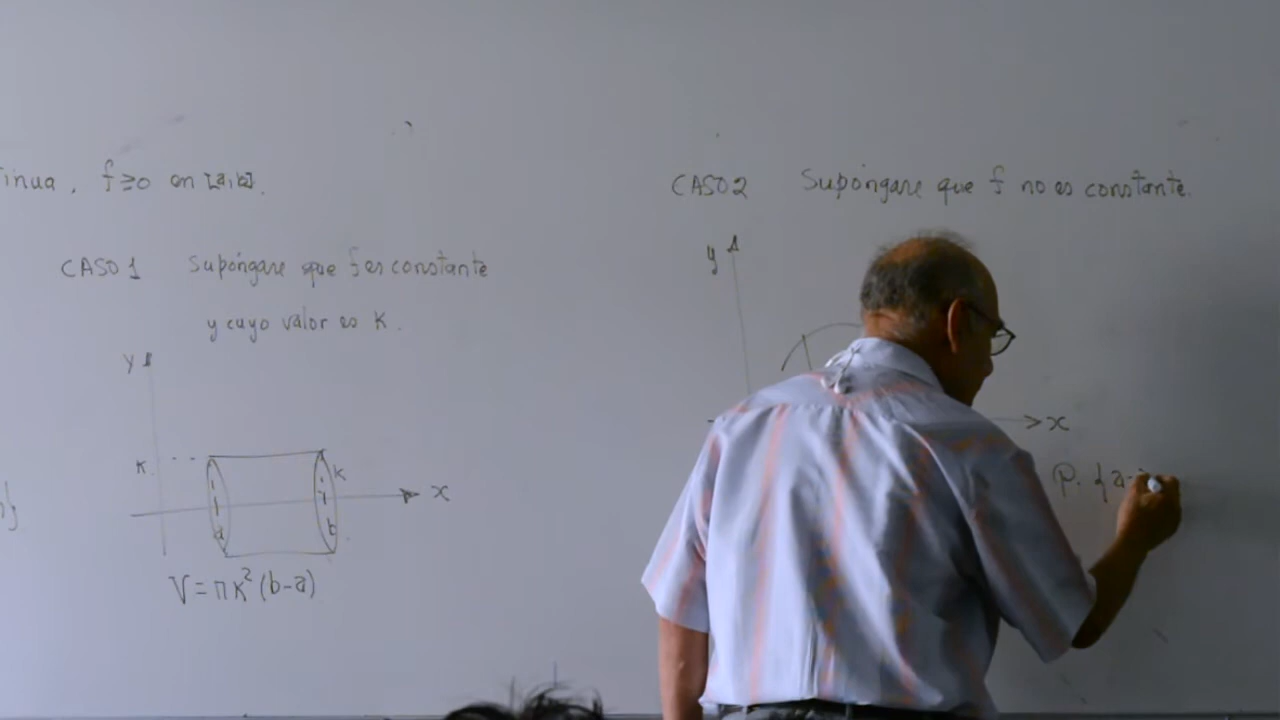 tinua, f≥0 en [a,b].
CASO 1 Supóngase que f es constante
y cuyo valor es K.
y
K
K
x
a
b
V=πK²(b-a)
CASO 2 Supóngase que f no es constante.
y
x
P. {a=